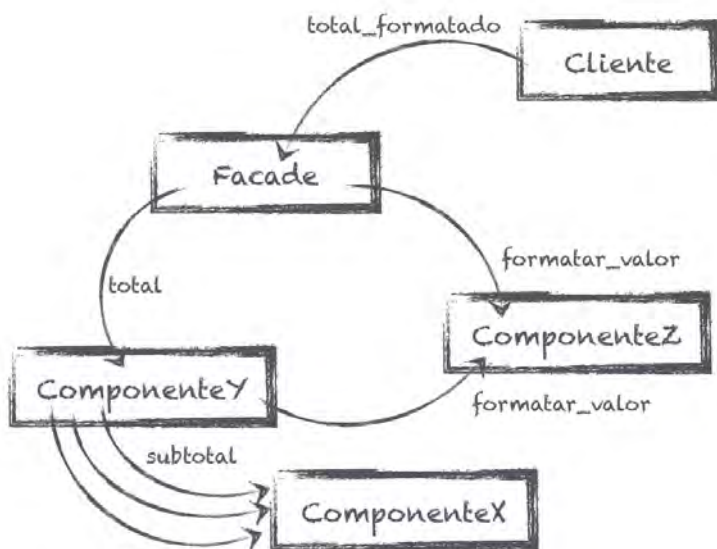 total_formatado
Cliente
Facade
formatar_valor
total
ComponenteZ
ComponenteY
formatar_valor
subtotal
ComponenteX